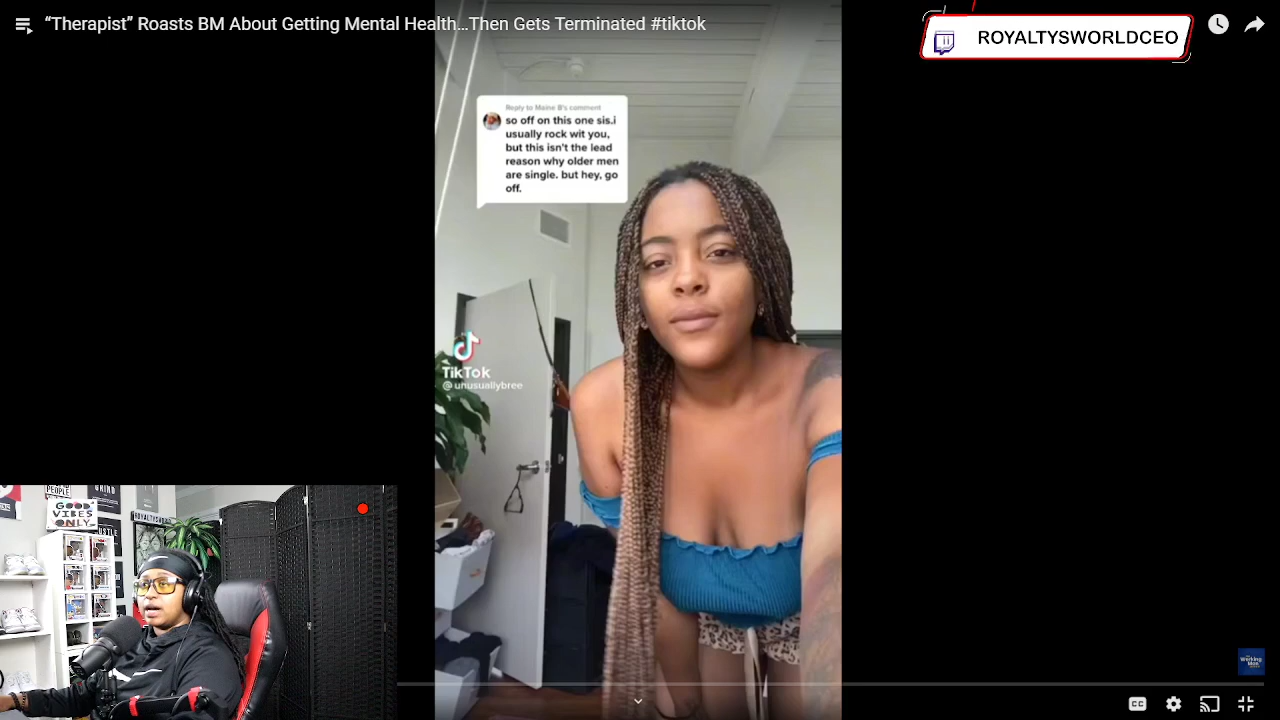 “Therapist” Roasts BM About Getting Mental Health...Then Gets Terminated #tiktok
ROYALTYSWORLDCEO
Reply to Maine B's comment
so off on this one sis.i
usually rock wit you,
but this isn't the lead
reason why older men
are single. but hey, go
off.
TikTok
@unusuallybree
PEOPLE
GOOD
VIBES
ONLY
CC